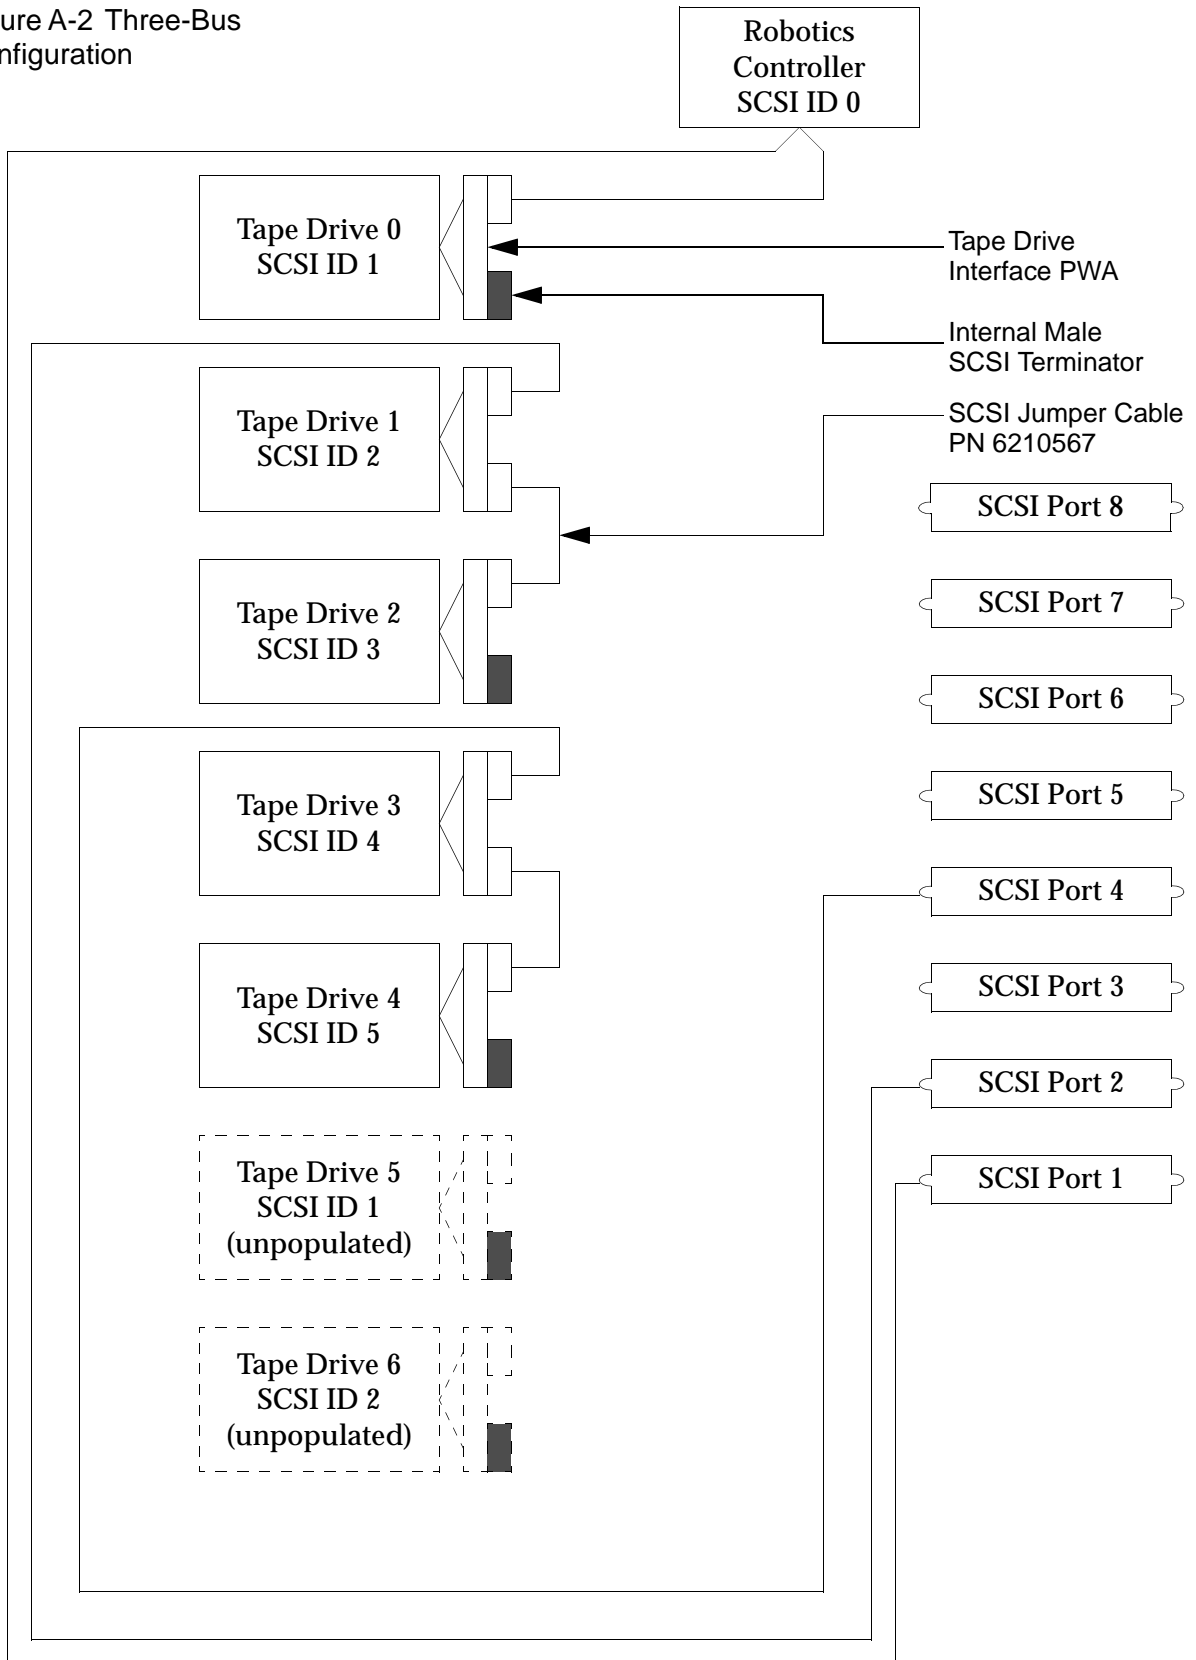 ure A-2 Three-Bus
nfiguration
Robotics
Controller
SCSI ID 0
Tape Drive 0
SCSI ID 1
Tape Drive
Interface PWA
Internal Male
SCSI Terminator
Tape Drive 1
SCSI ID 2
SCSI Jumper Cable
PN 6210567
SCSI Port 8
Tape Drive 2
SCSI ID 3
SCSI Port 7
SCSI Port 6
Tape Drive 3
SCSI ID 4
SCSI Port 5
SCSI Port 4
Tape Drive 4
SCSI ID 5
SCSI Port 3
SCSI Port 2
Tape Drive 5
SCSI ID 1
(unpopulated)
SCSI Port 1
Tape Drive 6
SCSI ID 2
(unpopulated)